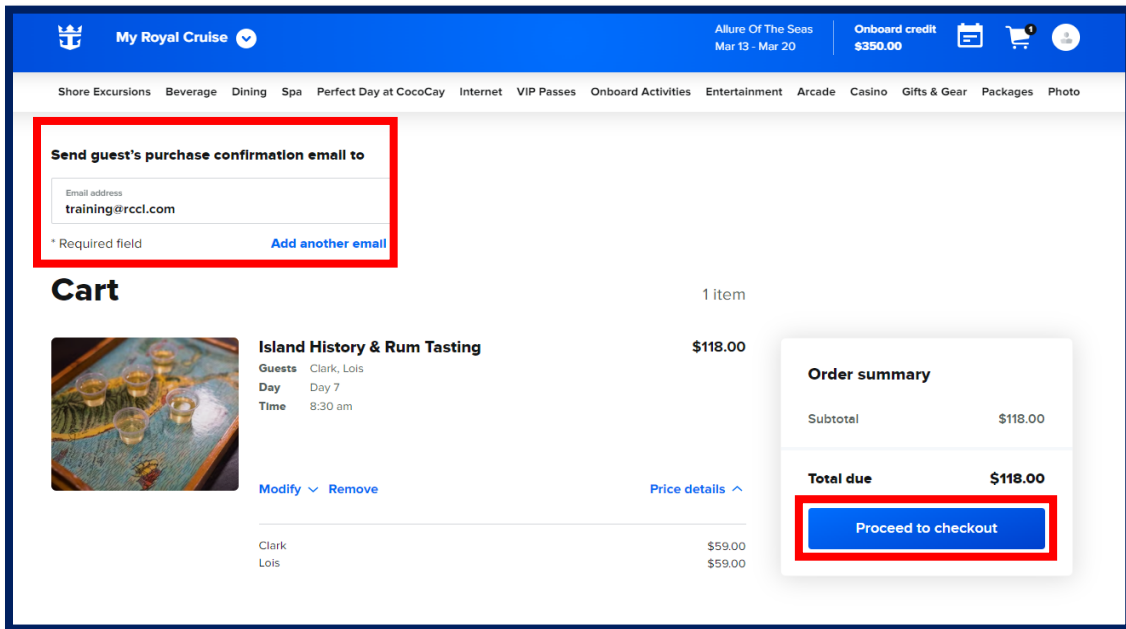 My Royal Cruise
Allure Of The Seas
Mar 13 - Mar 20
Onboard credit
$350.00
1
Shore Excursions Beverage Dining Spa Perfect Day at CocoCay Internet VIP Passes Onboard Activities Entertainment Arcade Casino Gifts & Gear Packages Photo
Send guest's purchase confirmation email to
Email address
training@rccl.com
* Required field Add another email
Cart
1 item
Island History & Rum Tasting $118.00
Guests Clark, Lois
Day Day 7
Time 8:30 am
Modify Remove Price details
Clark $59.00
Lois $59.00
Order summary
Subtotal $118.00
Total due $118.00
Proceed to checkout